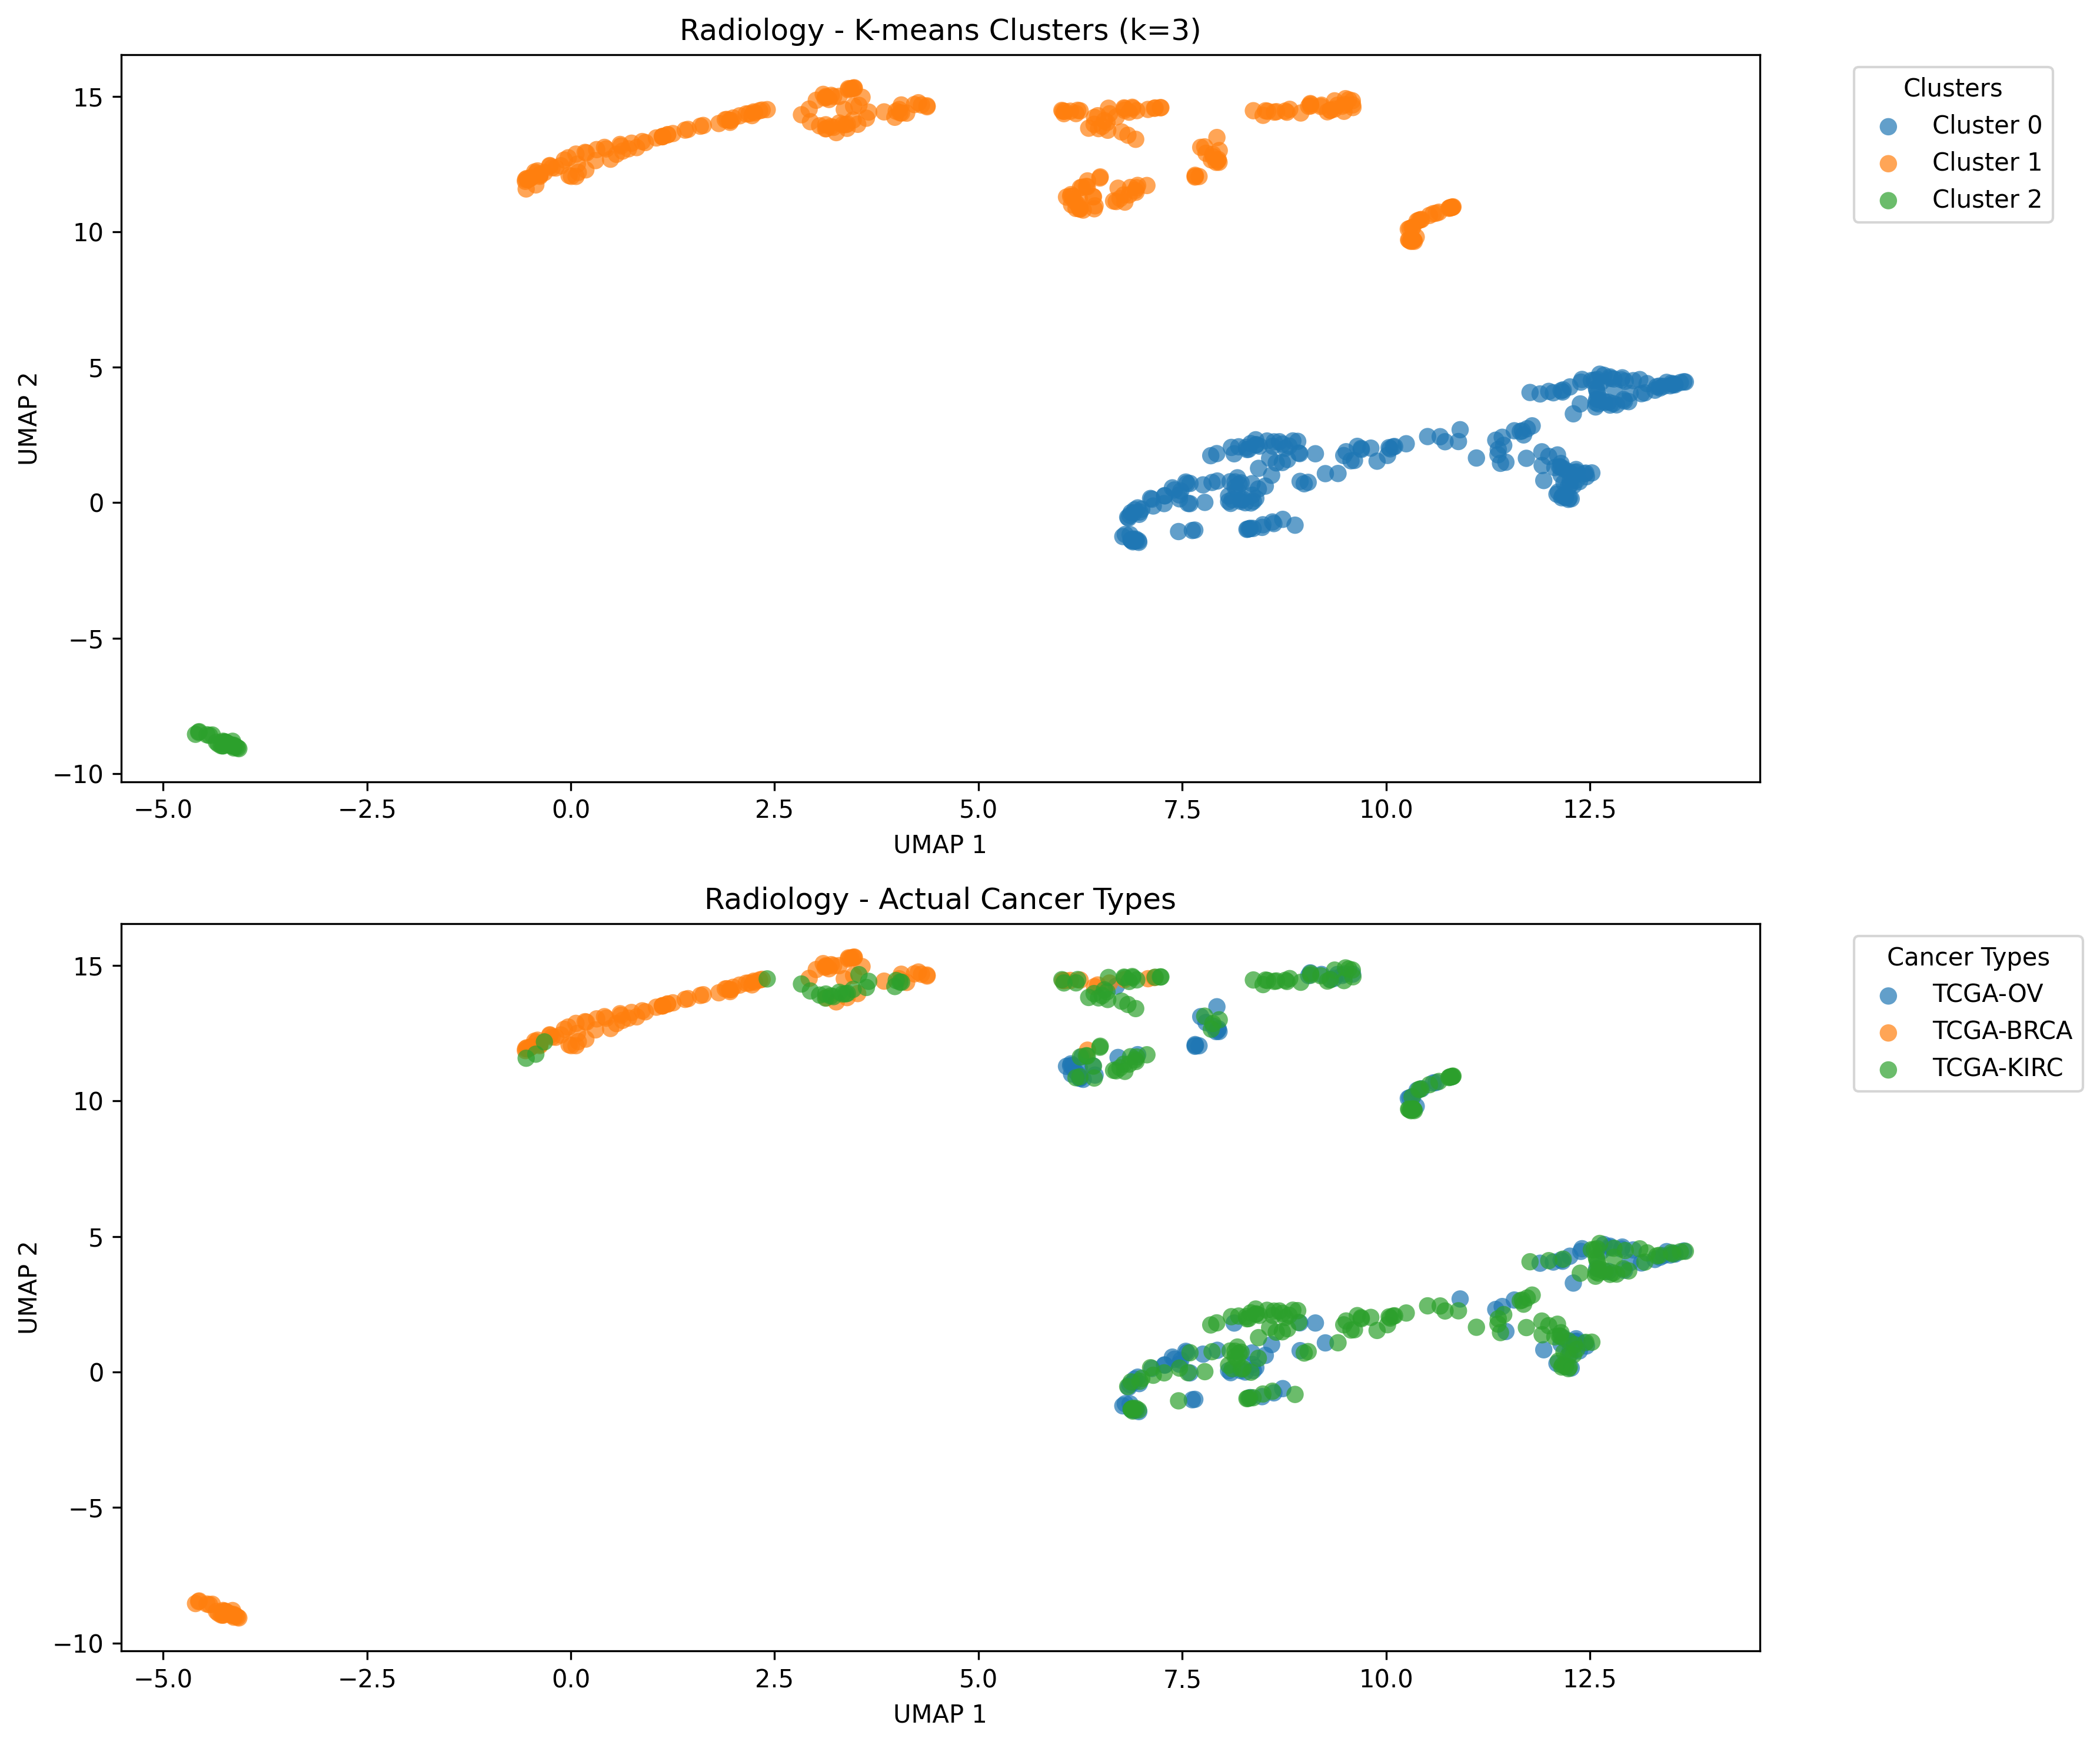 Radiology - K-means Clusters (k=3)
Clusters
Cluster 0
Cluster 1
Cluster 2
UMAP 2
15
10
5
0
−5
−10
−5.0 −2.5 0.0 2.5 5.0 7.5 10.0 12.5
UMAP 1
Radiology - Actual Cancer Types
Cancer Types
TCGA-OV
TCGA-BRCA
TCGA-KIRC
UMAP 2
15
10
5
0
−5
−10
−5.0 −2.5 0.0 2.5 5.0 7.5 10.0 12.5
UMAP 1